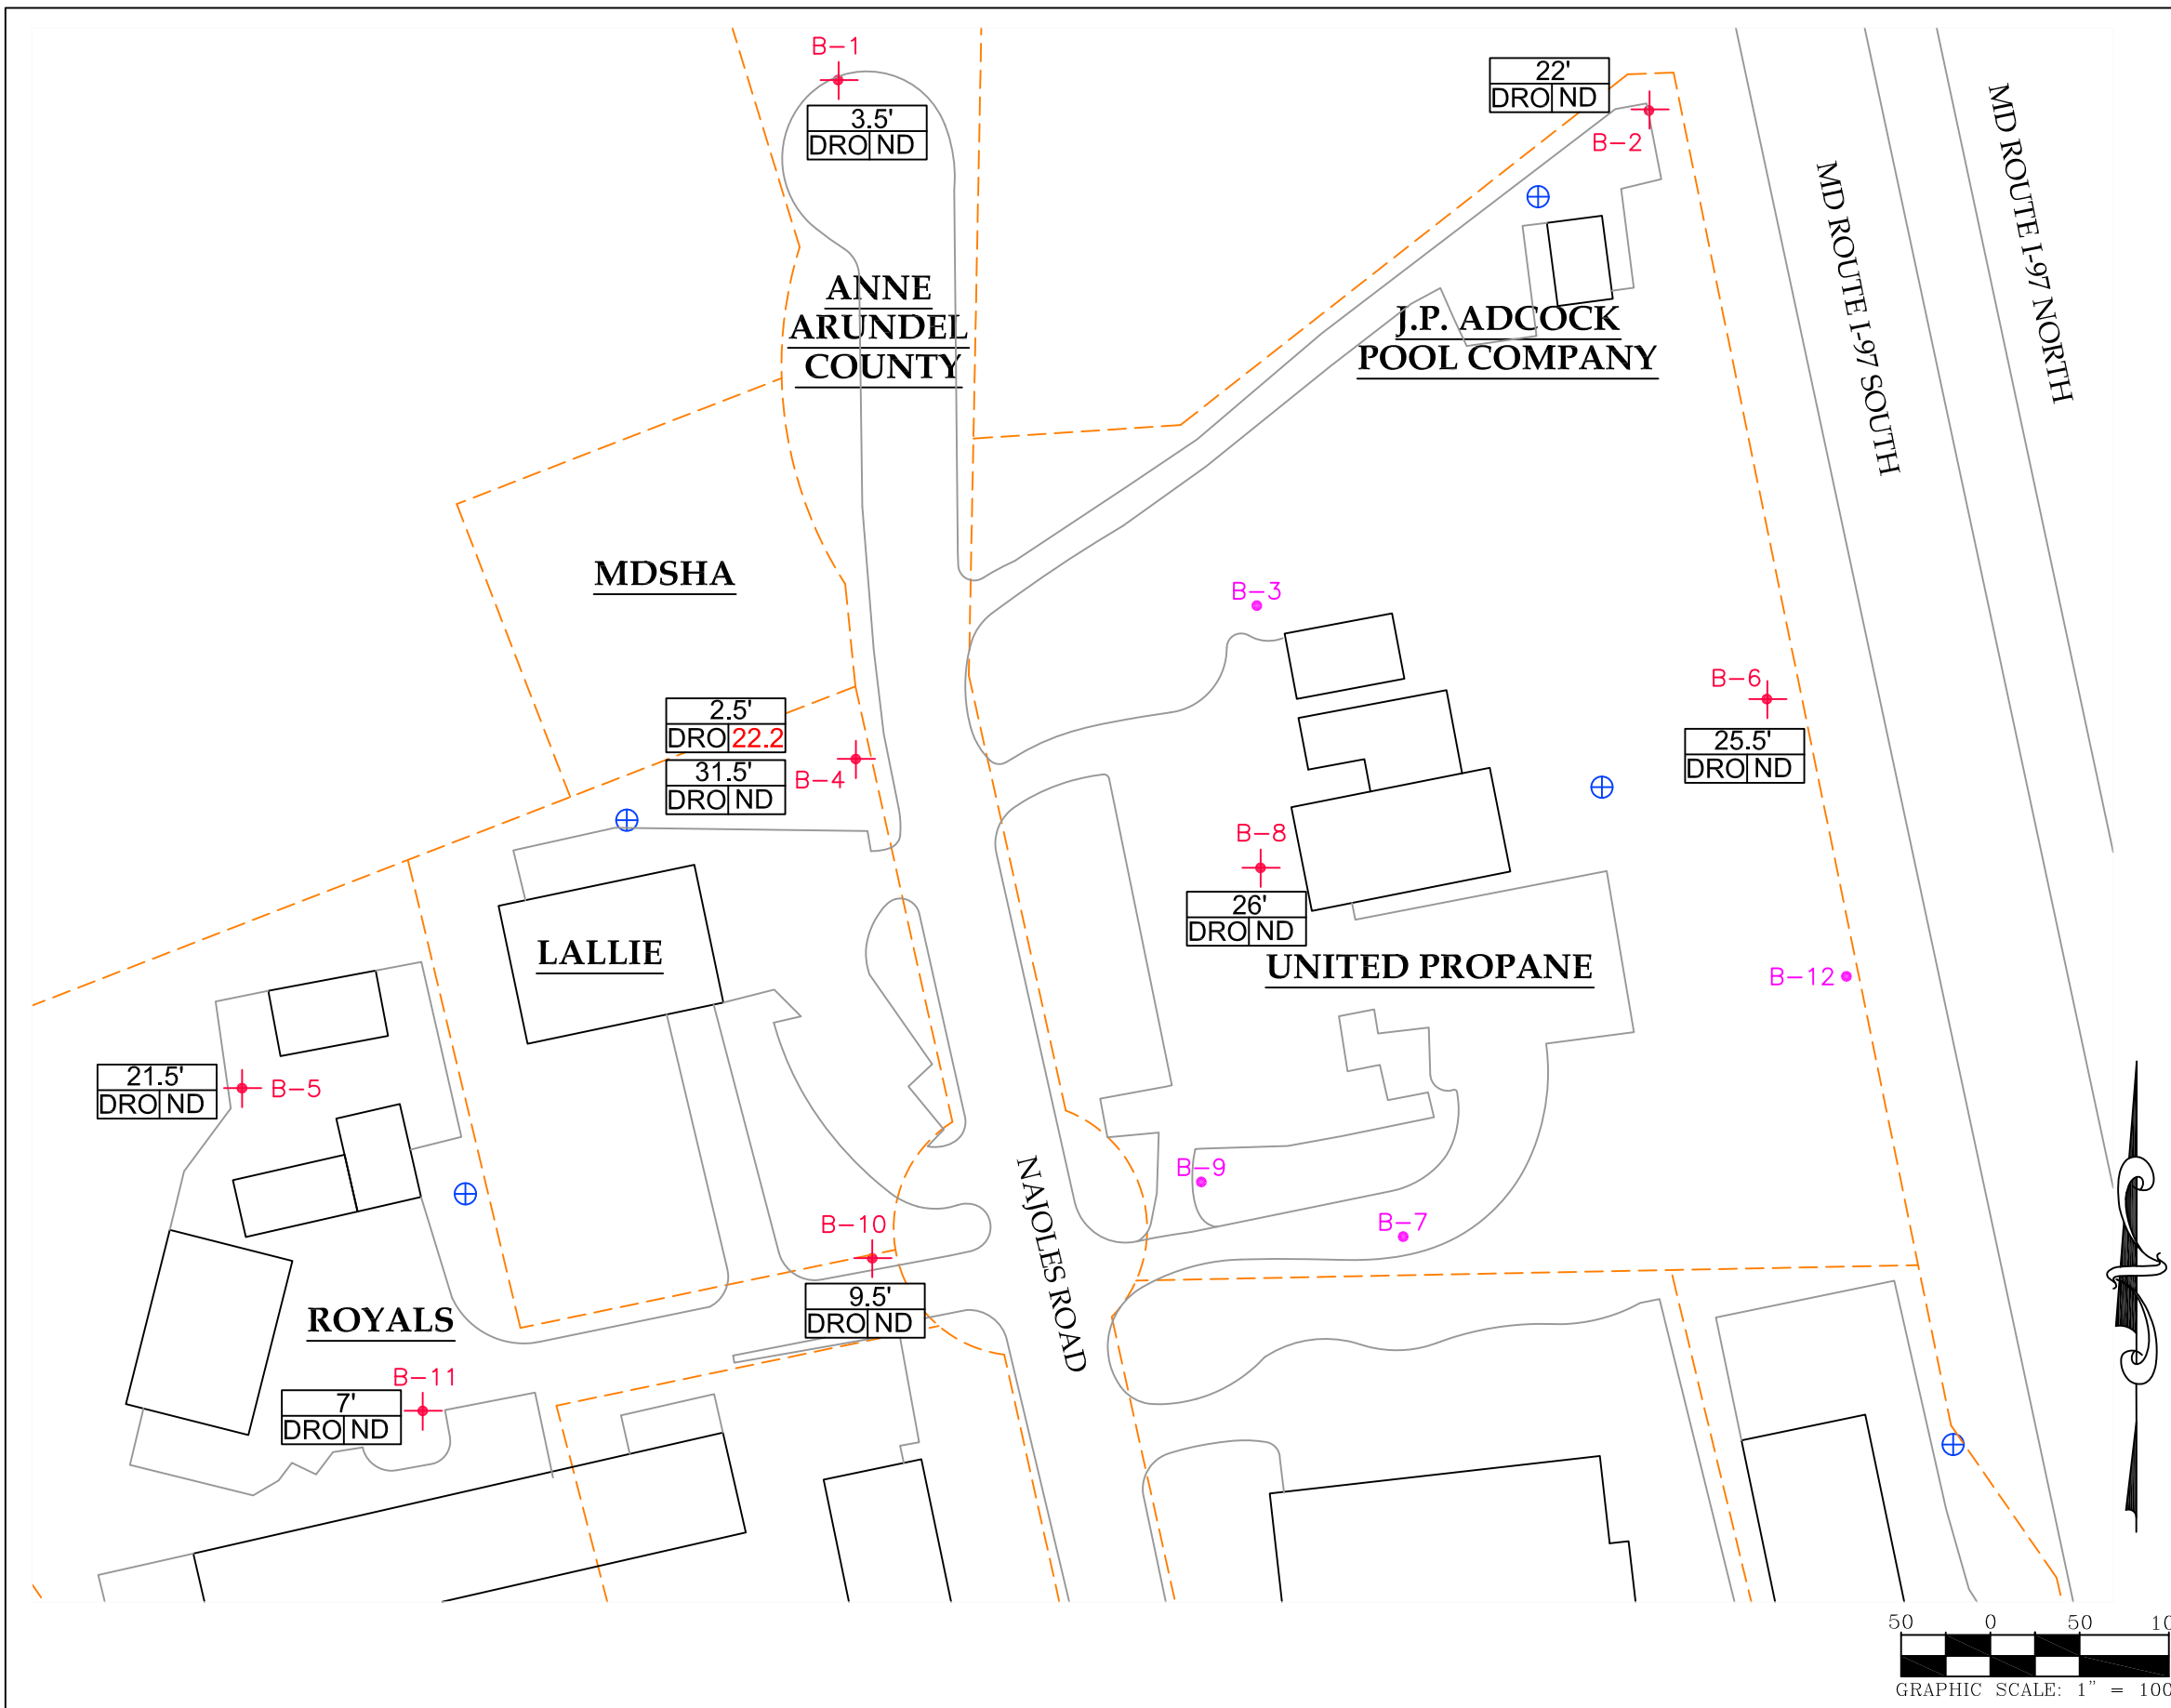 B-1
3.5'
DRO ND
22'
DRO ND
B-2
MD ROUTE I-97 NORTH
MD ROUTE I-97 SOUTH
ANNE
ARUNDEL
COUNTY
J.P. ADCOCK
POOL COMPANY
MDSHA
B-3
B-6
25.5'
DRO ND
2.5'
DRO 22.2
31.5'
DRO ND
B-4
B-8
26'
DRO ND
LALLIE
UNITED PROPANE
B-12
21.5'
DRO ND
B-5
B-9
B-7
B-10
9.5'
DRO ND
NAJOLES ROAD
ROYALS
B-11
7'
DRO ND
50 0 50 10
GRAPHIC SCALE: 1" = 100